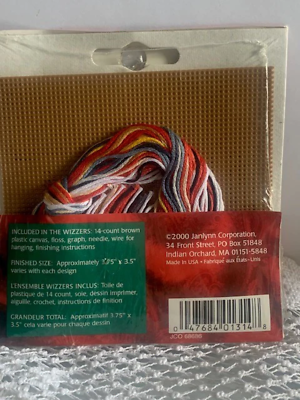 INCLUDED IN THE WIZZERS: 14-count brown
plastic canvas, floss, graph, needle, wire for
hanging, finishing instructions
FINISHED SIZE: Approximately 3.75" x 3.5"
varies with each design
L'ENSEMBLE WIZZERS INCLUS: Toile de
plastique de 14 count, soie, dessin imprimer,
aiguille, crochet, instructions de finition
GRANDEUR TOTAL: Approximatif 3.75" x
3.5" cela varie pour chaque dessin
©2000 Janlynn Corporation,
34 Front Street, PO Box 51848
Indian Orchard, MA 01151-5848
Made in USA • Fabriqué aux États-Unis
0 47684 01314 8